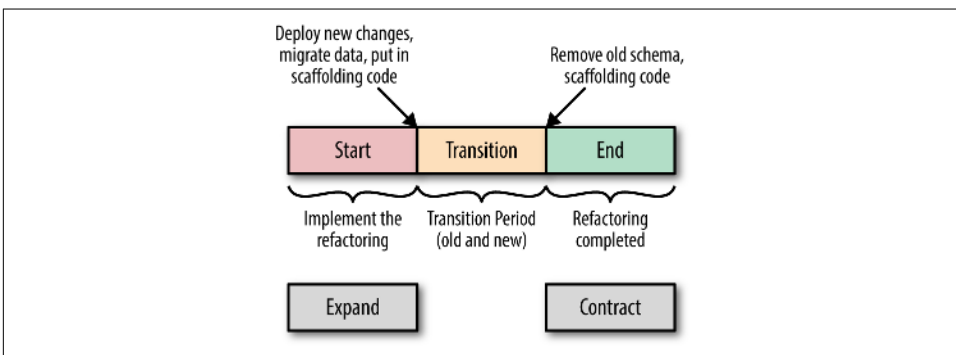 Deploy new changes,
migrate data, put in
scaffolding code
Remove old schema,
scaffolding code
Start
Transition
End
Implement the
refactoring
Transition Period
(old and new)
Refactoring
completed
Expand
Contract